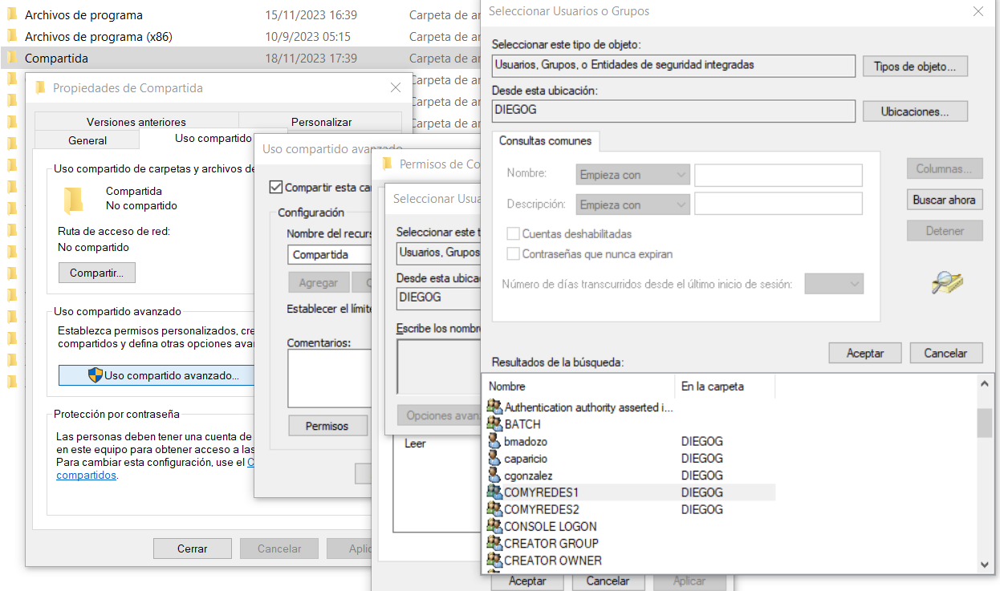 Archivos de programa 15/11/2023 16:39 Carpeta de ar
Archivos de programa (x86) 10/9/2023 05:15 Carpeta de ar
Compartida 18/11/2023 17:39 Carpeta de ar
Carpeta de ar
Carpeta de ar
Carpeta de ar
Propiedades de Compartida
Versiones anteriores Personalizar
General Uso compartido
Uso compartido de carpetas y archivos de
Compartida
No compartido
Ruta de acceso de red:
No compartido
Compartir...
Uso compartido avanzado
Establezca permisos personalizados, cre
compartidos y defina otras opciones avan
Uso compartido avanzado...
Protección por contraseña
Las personas deben tener una cuenta de
en este equipo para obtener acceso a las
Para cambiar esta configuración, use el C
compartidos.
Cerrar Cancelar Aplic
Uso compartido avanzado
Compartir esta car
Configuración
Nombre del recurs
Compartida
Agregar
Establecer el límite
Comentarios:
Permisos
Permisos de Co
Seleccionar Usua
Seleccionar este t
Usuarios, Grupos
Desde esta ubicac
DIEGOG
Escribe los nombre
Opciones avan
Leer
Aceptar Cancelar Aplicar
Seleccionar Usuarios o Grupos
Seleccionar este tipo de objeto:
Usuarios, Grupos, o Entidades de seguridad integradas Tipos de objeto...
Desde esta ubicación:
DIEGOG Ubicaciones...
Consultas comunes
Nombre: Empieza con
Descripción: Empieza con
Cuentas deshabilitadas
Contraseñas que nunca expiran
Número de días transcurridos desde el último inicio de sesión:
Columnas...
Buscar ahora
Detener
Aceptar Cancelar
Resultados de la búsqueda:
Nombre En la carpeta
Authentication authority asserted i...
BATCH
bmadozo DIEGOG
caparicio DIEGOG
cgonzalez DIEGOG
COMYREDES1 DIEGOG
COMYREDES2 DIEGOG
CONSOLE LOGON
CREATOR GROUP
CREATOR OWNER